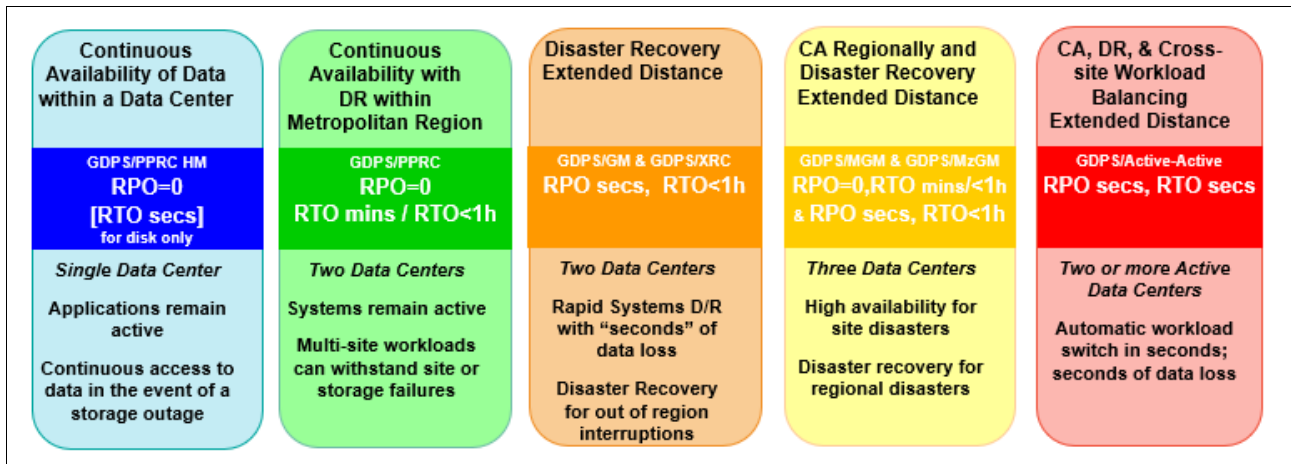 Continuous
Availability of Data
within a Data Center
GDPS/PPRC HM
RPO=0
[RTO secs]
for disk only
Single Data Center
Applications remain
active
Continuous access to
data in the event of a
storage outage
Continuous
Availability with
DR within
Metropolitan Region
GDPS/PPRC
RPO=0
RTO mins / RTO<1h
Two Data Centers
Systems remain active
Multi-site workloads
can withstand site or
storage failures
Disaster Recovery
Extended Distance
GDPS/GM & GDPS/XRC
RPO secs, RTO<1h
Two Data Centers
Rapid Systems D/R
with “seconds” of
data loss
Disaster Recovery
for out of region
interruptions
CA Regionally and
Disaster Recovery
Extended Distance
GDPS/MGM & GDPS/MzGM
RPO=0,RTO mins/<1h
& RPO secs, RTO<1h
Three Data Centers
High availability for
site disasters
Disaster recovery for
regional disasters
CA, DR, & Cross-
site Workload
Balancing
Extended Distance
GDPS/Active-Active
RPO secs, RTO secs
Two or more Active
Data Centers
Automatic workload
switch in seconds;
seconds of data loss